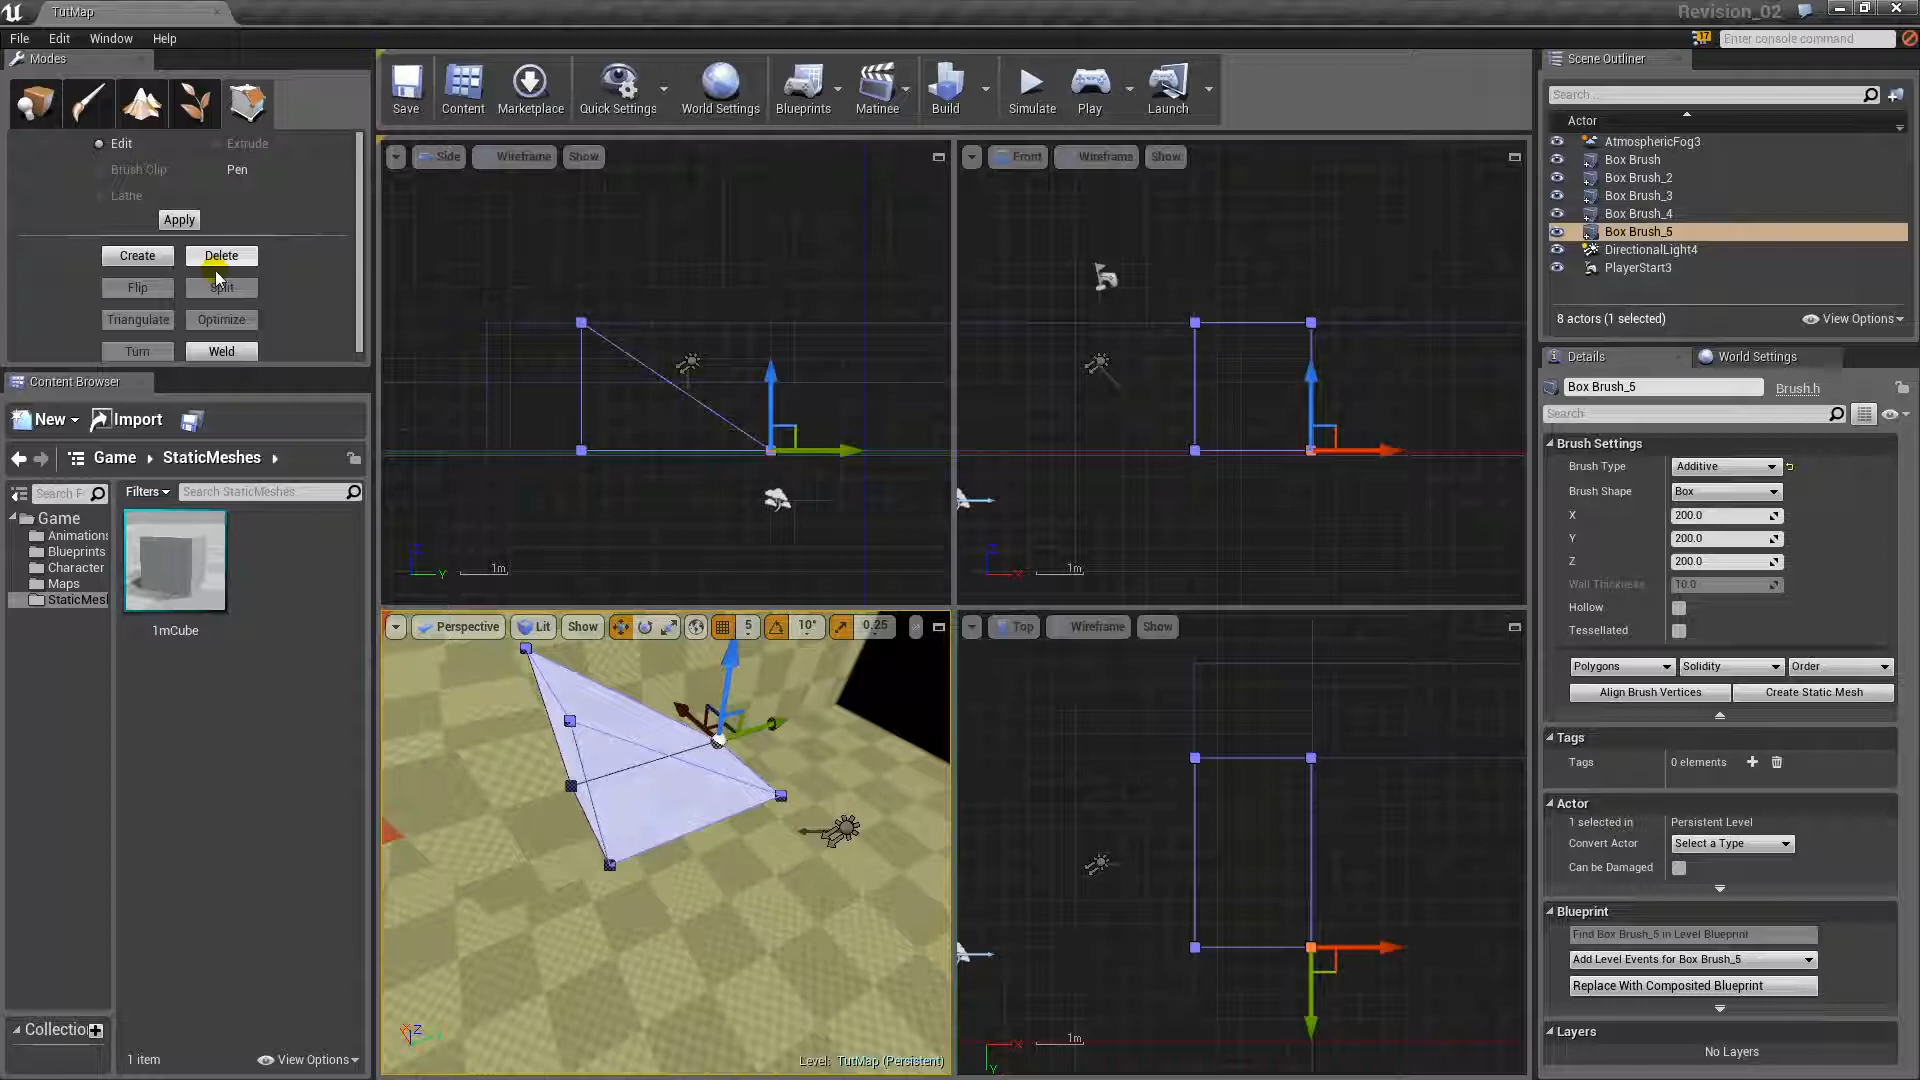 TutMap
Revision_02
File Edit Window Help
17 Enter console command
Modes
Edit Extrude
Brush Clip Pen
Lathe
Apply
Create Delete
Flip Split
Triangulate Optimize
Turn Weld
Save Content Marketplace Quick Settings World Settings Blueprints Matinee Build Simulate Play Launch
Side Wireframe Show
Z Y 1m
Front Wireframe Show
Z X 1m
Perspective Lit Show 5 10° 0.25
X Z
Level: TutMap (Persistent)
Top Wireframe Show
X Y 1m
Content Browser
New Import
Game StaticMeshes
Search F
Filters Search StaticMeshes
Game
Animations
Blueprints
Character
Maps
StaticMesl
1mCube
Collectio
1 item View Options
Scene Outliner
Search...
Actor
AtmosphericFog3
Box Brush
Box Brush_2
Box Brush_3
Box Brush_4
Box Brush_5
DirectionalLight4
PlayerStart3
8 actors (1 selected) View Options
Details World Settings
Box Brush_5 Brush.h
Search
Brush Settings
Brush Type Additive
Brush Shape Box
X 200.0
Y 200.0
Z 200.0
Wall Thickness 10.0
Hollow
Tessellated
Polygons Solidity Order
Align Brush Vertices Create Static Mesh
Tags
Tags 0 elements
Actor
1 selected in Persistent Level
Convert Actor Select a Type
Can be Damaged
Blueprint
Find Box Brush_5 in Level Blueprint
Add Level Events for Box Brush_5
Replace With Composited Blueprint
Layers
No Layers